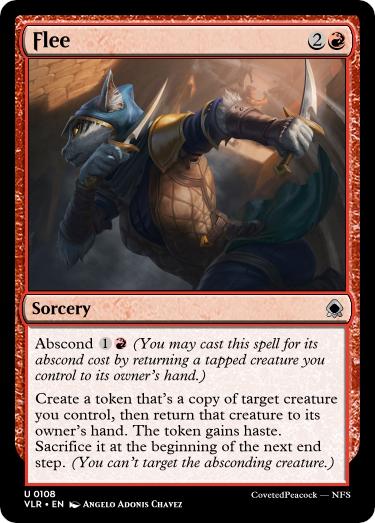 Flee 2
Sorcery
Abscond 1 (You may cast this spell for its
abscond cost by returning a tapped creature you
control to its owner's hand.)
Create a token that's a copy of target creature
you control, then return that creature to its
owner's hand. The token gains haste.
Sacrifice it at the beginning of the next end
step. (You can't target the absconding creature.)
U 0108
VLR • EN Angelo Adonis Chavez CovetedPeacock — NFS